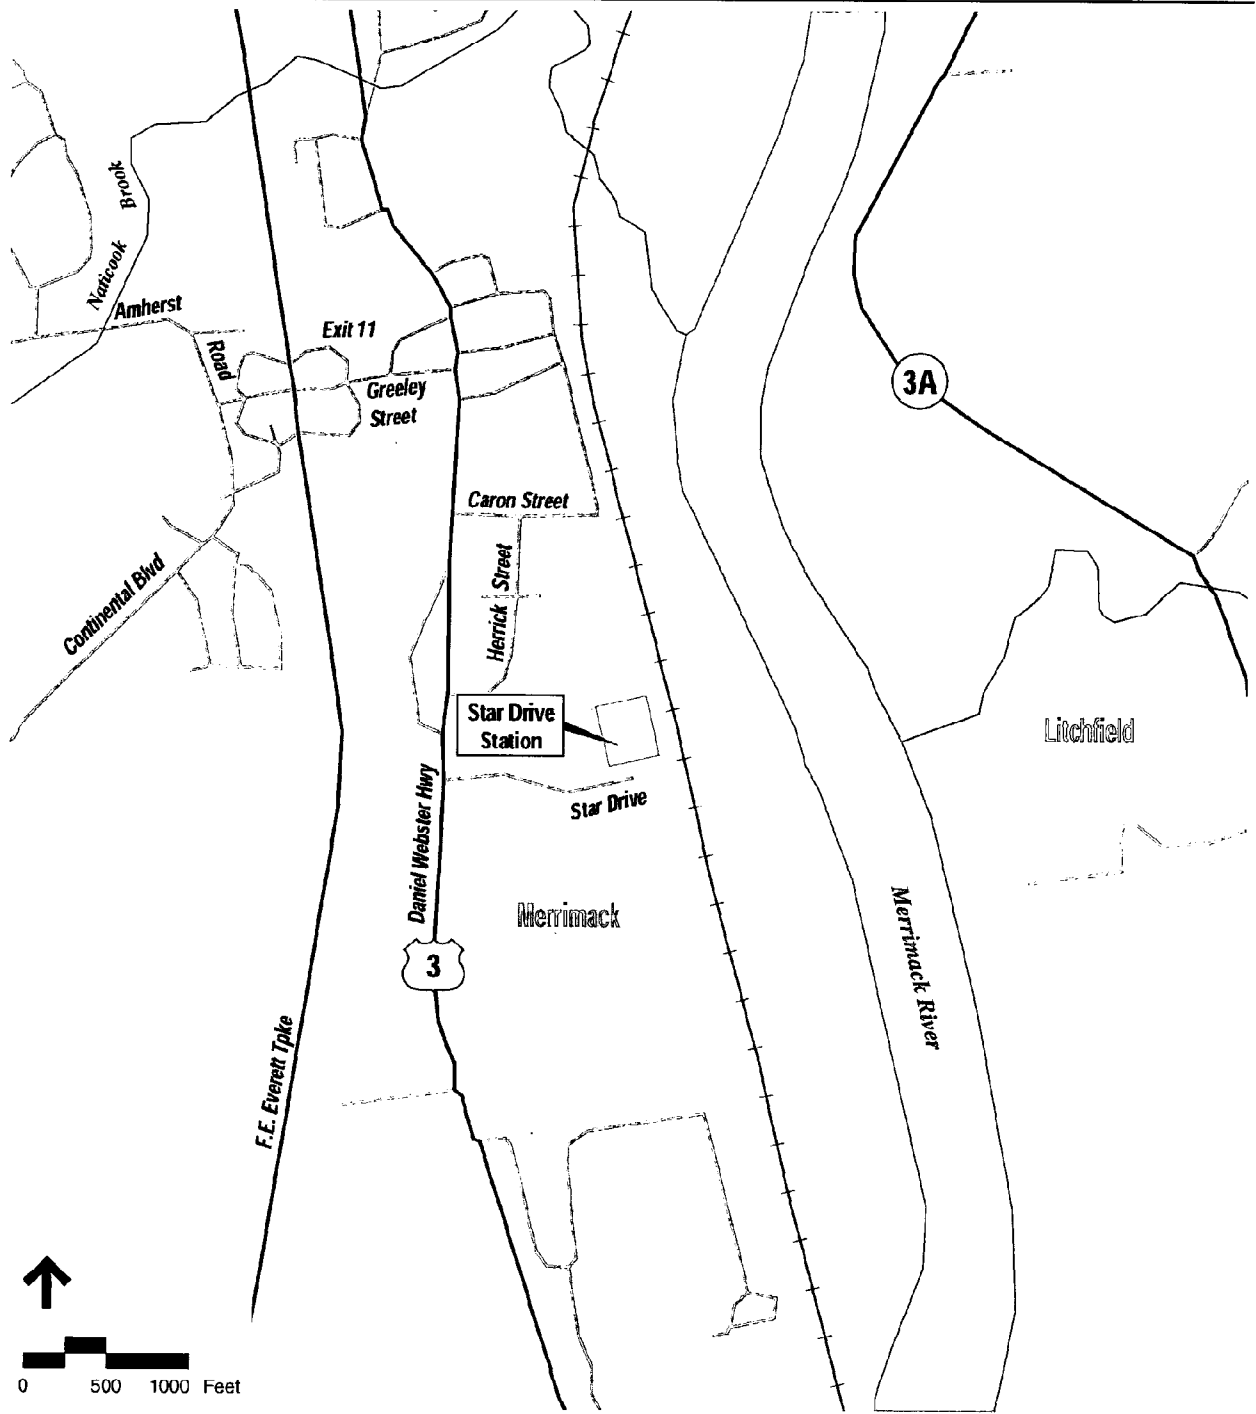 Naticook Brook
Amherst
Road
Exit 11
Greeley
Street
3A
Caron Street
Herrick Street
Continental Blvd
Star Drive
Station
Litchfield
Star Drive
Daniel Webster Hwy
Merrimack
Merrimack River
3
F.E. Everett Tpke
0 500 1000 Feet